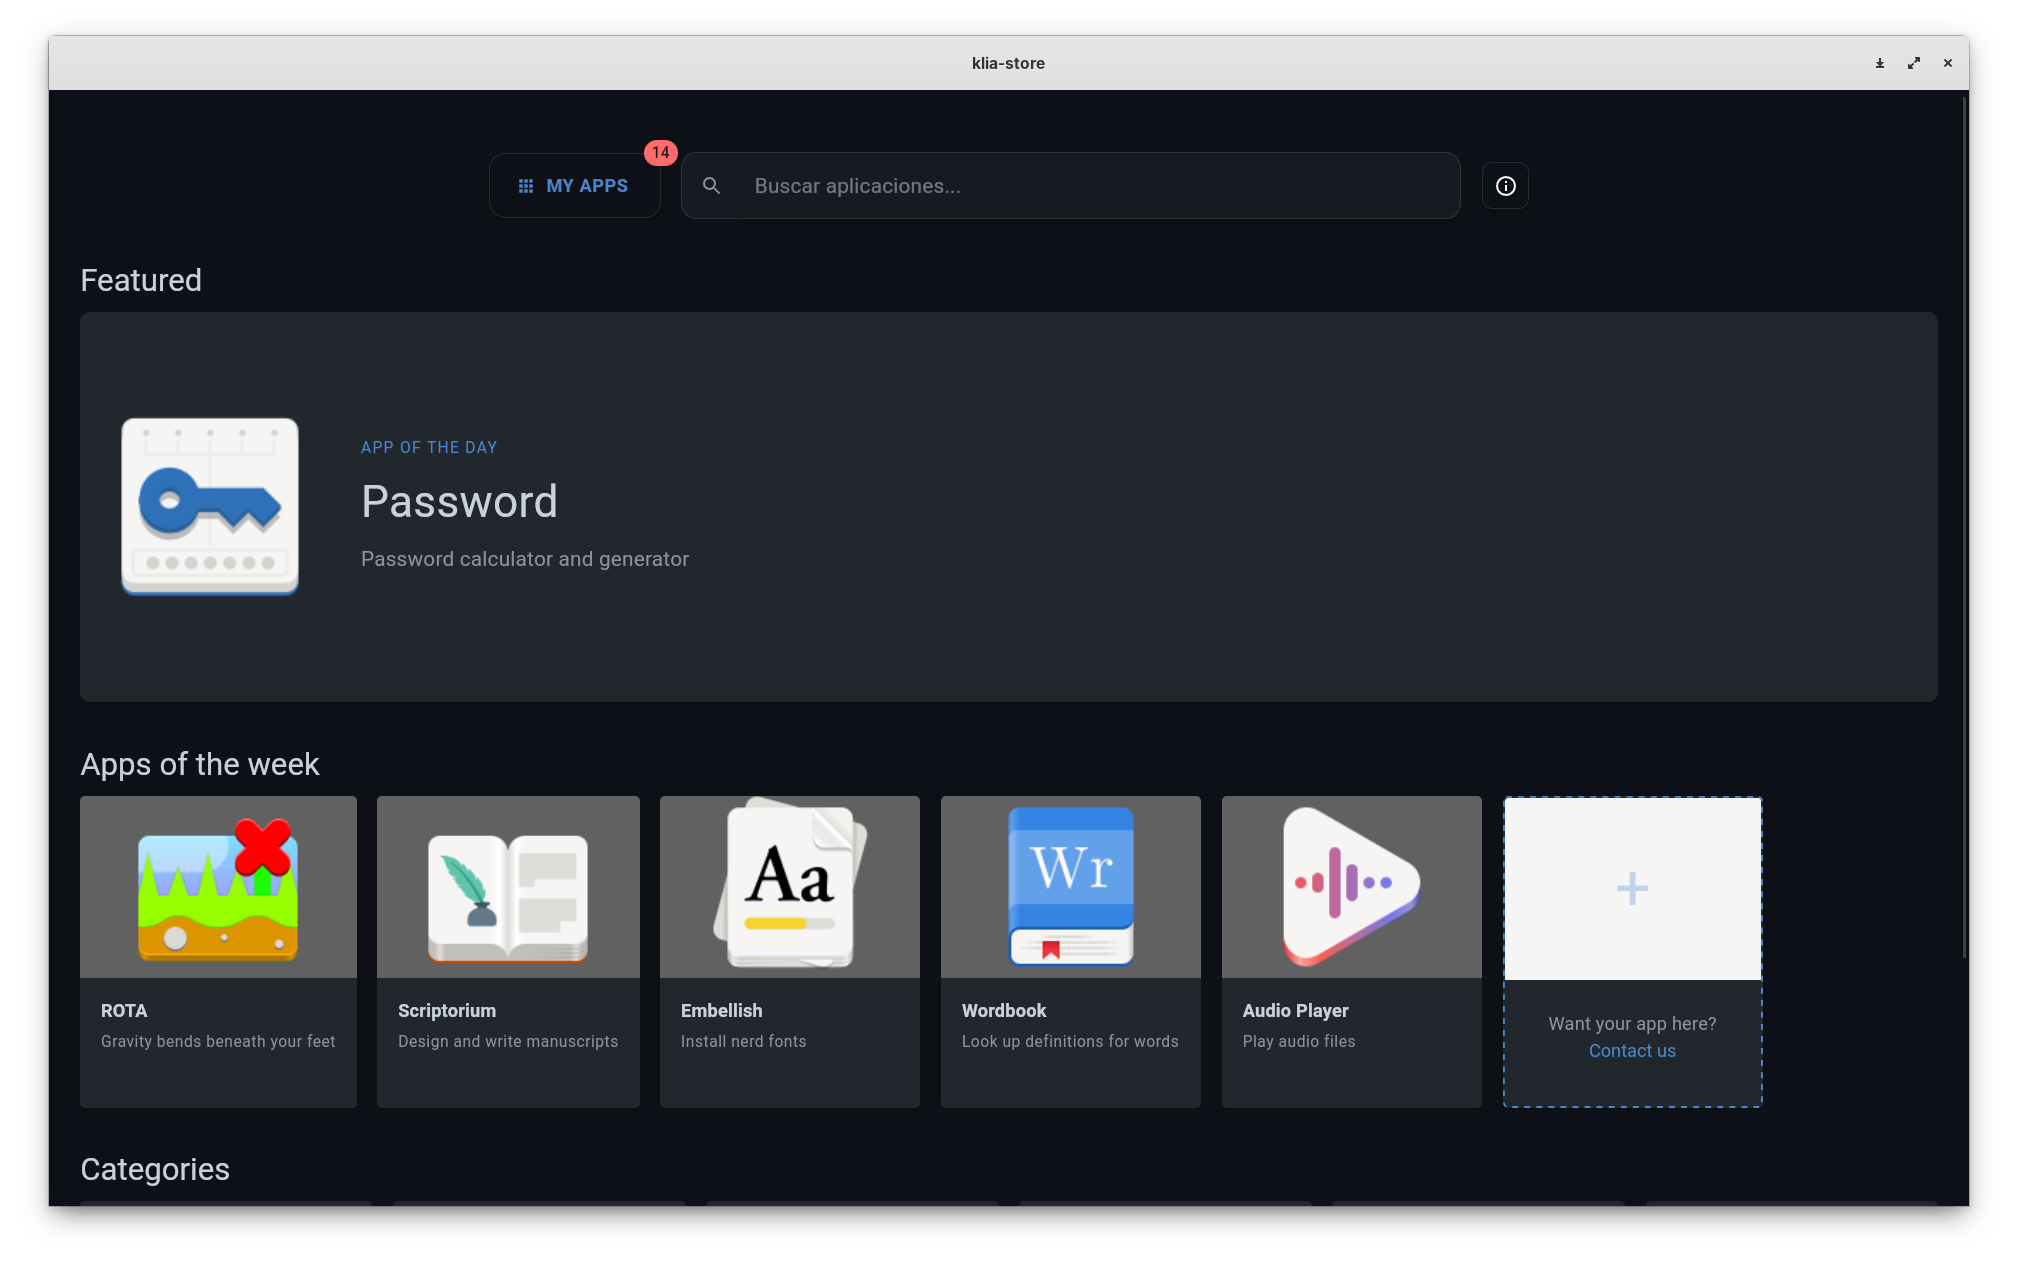 klia-store
14
MY APPS
Buscar aplicaciones...
Featured
APP OF THE DAY
Password
Password calculator and generator
Apps of the week
Aa
Wr
ROTA
Gravity bends beneath your feet
Scriptorium
Design and write manuscripts
Embellish
Install nerd fonts
Wordbook
Look up definitions for words
Audio Player
Play audio files
Want your app here?
Contact us
Categories